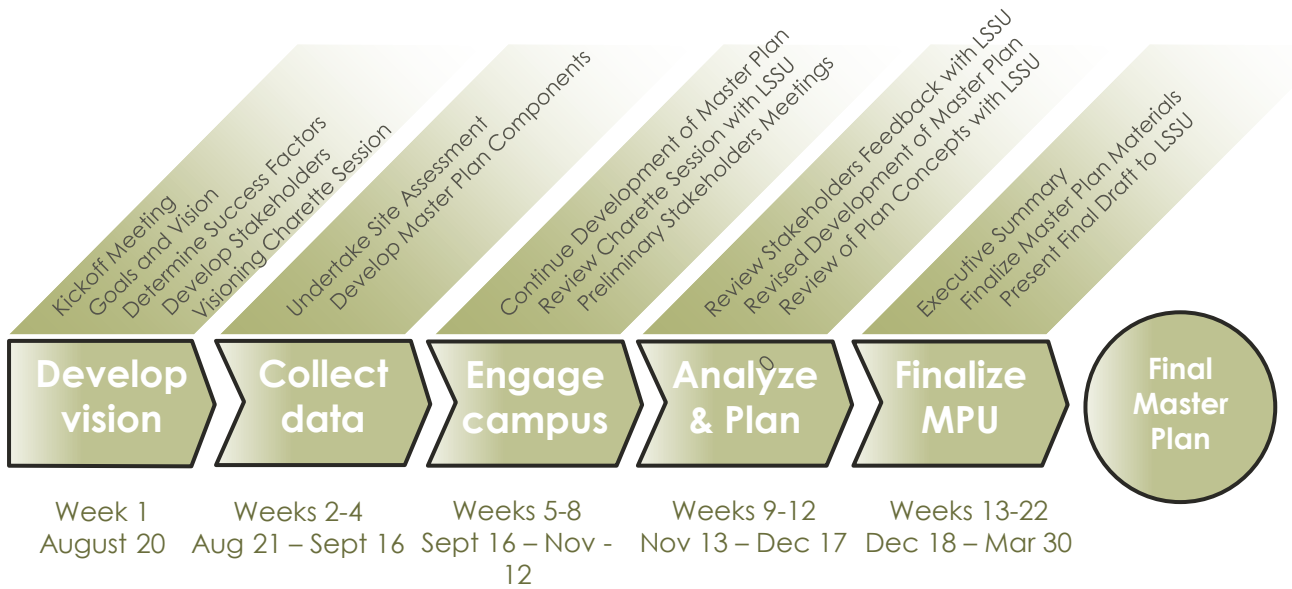 Kickoff Meeting
Goals and Vision
Determine Success Factors
Develop Stakeholders
Visioning Charette Session
Undertake Site Assessment
Develop Master Plan Components
Continue Development of Master Plan
Review Charette Session with LSSU
Preliminary Stakeholders Meetings
Review Stakeholders Feedback with LSSU
Revised Development of Master Plan
Review of Plan Concepts with LSSU
Executive Summary
Finalize Master Plan Materials
Present Final Draft to LSSU
Develop
vision
Collect
data
Engage
campus
Analyze
& Plan
0
Finalize
MPU
Final
Master
Plan
Week 1
August 20
Weeks 2-4
Aug 21 – Sept 16
Weeks 5-8
Sept 16 – Nov -
12
Weeks 9-12
Nov 13 – Dec 17
Weeks 13-22
Dec 18 – Mar 30